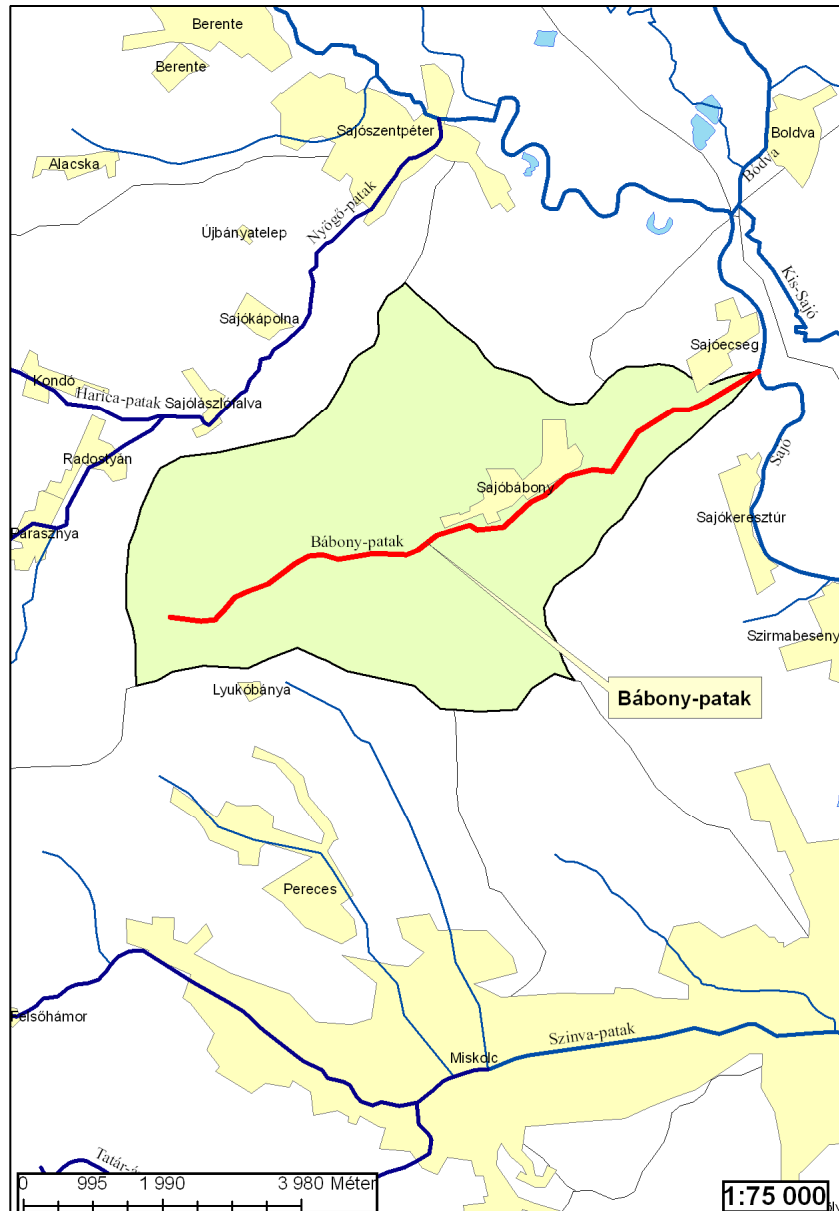 Berente
Berente
Sajószentpéter
Boldva
Alacska
Bódva
Nyögő-patak
Újbányatelep
Kis-Sajó
Sajókápolna
Sajóecseg
Kondó
Harica-patak
Sajólászlófalva
Radostyán
Sajó
Sajóbábony
Sajókeresztúr
Parasznya
Bábony-patak
Szirmabeseny
Lyukóbánya
Bábony-patak
Pereces
Felsőhámor
Szinva-patak
Miskolc
Tatár-á
0 995 1 990 3 980 Méter
1:75 000